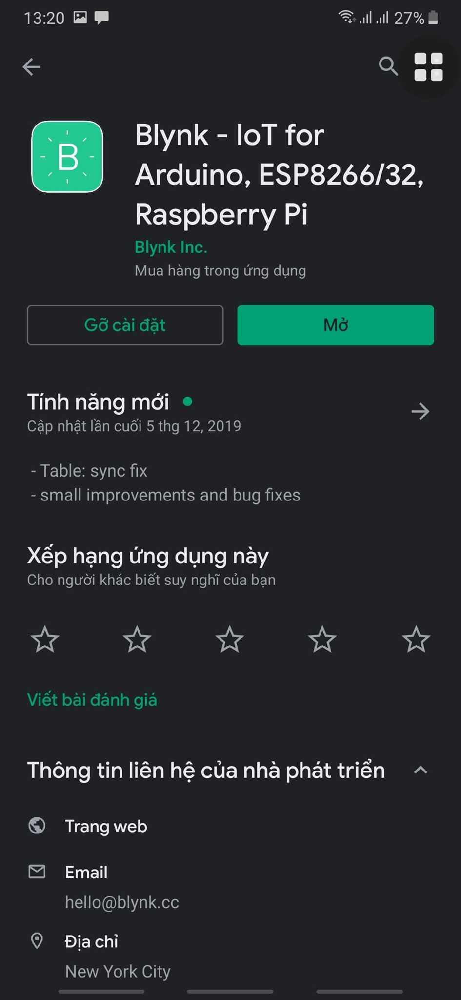 13:20
27%
B
Blynk - IoT for
Arduino, ESP8266/32,
Raspberry Pi
Blynk Inc.
Mua hàng trong ứng dụng
Gỡ cài đặt
Mở
Tính năng mới
Cập nhật lần cuối 5 thg 12, 2019
- Table: sync fix
- small improvements and bug fixes
Xếp hạng ứng dụng này
Cho người khác biết suy nghĩ của bạn
Viết bài đánh giá
Thông tin liên hệ của nhà phát triển
Trang web
Email
hello@blynk.cc
Địa chỉ
New York City